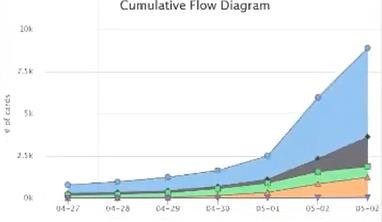 Cumulative Flow Diagram
10k
7.5k
5k
2.5k
0k
# of cards
04-27
04-28
04-29
04-30
05-01
05-02
05-02